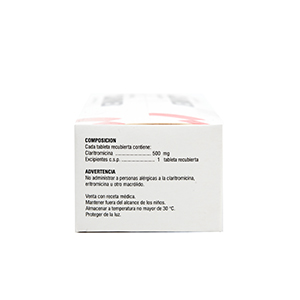 COMPOSICION
Cada tableta recubierta contiene:
Claritromicina ............ 500 mg
Excipientes c.s.p. ............ 1 tableta recubierta
ADVERTENCIA
No administrar a personas alérgicas a la claritromicina,
eritromicina u otro macrólido.
Venta con receta médica.
Mantener fuera del alcance de los niños.
Almacenar a temperatura no mayor de 30 °C.
Proteger de la luz.